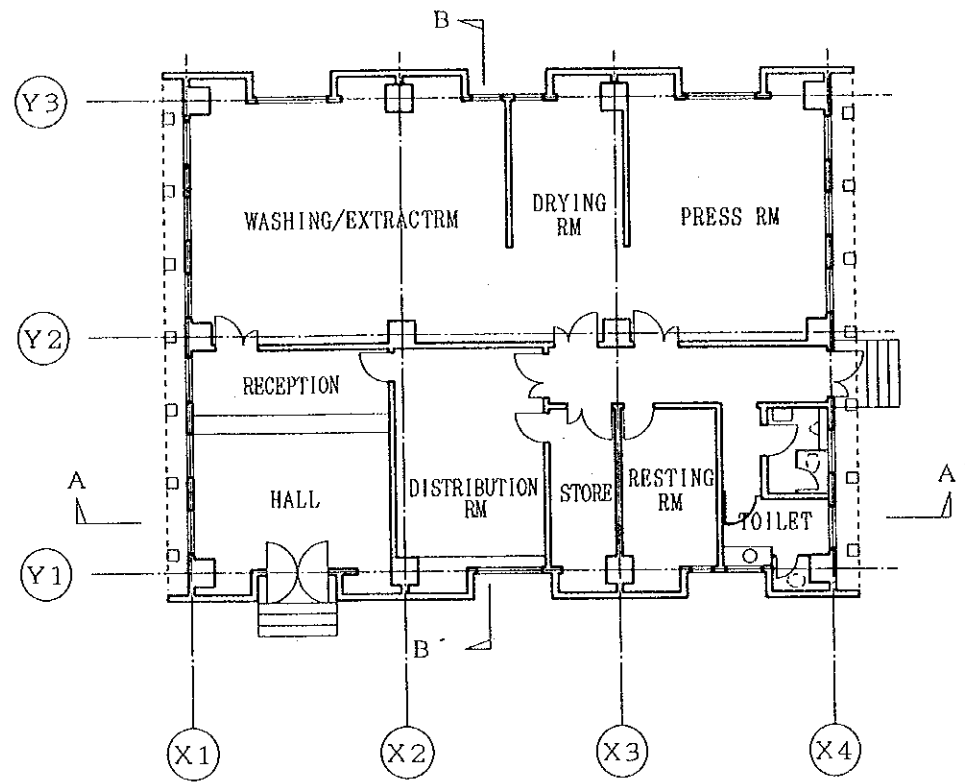 B
Y3
WASHING/EXTRACTRM
DRYING
RM
PRESS RM
Y2
RECEPTION
A
HALL
DISTRIBUTION
RM
STORE
RESTING
RM
TOILET
A
Y1
B
X1
X2
X3
X4